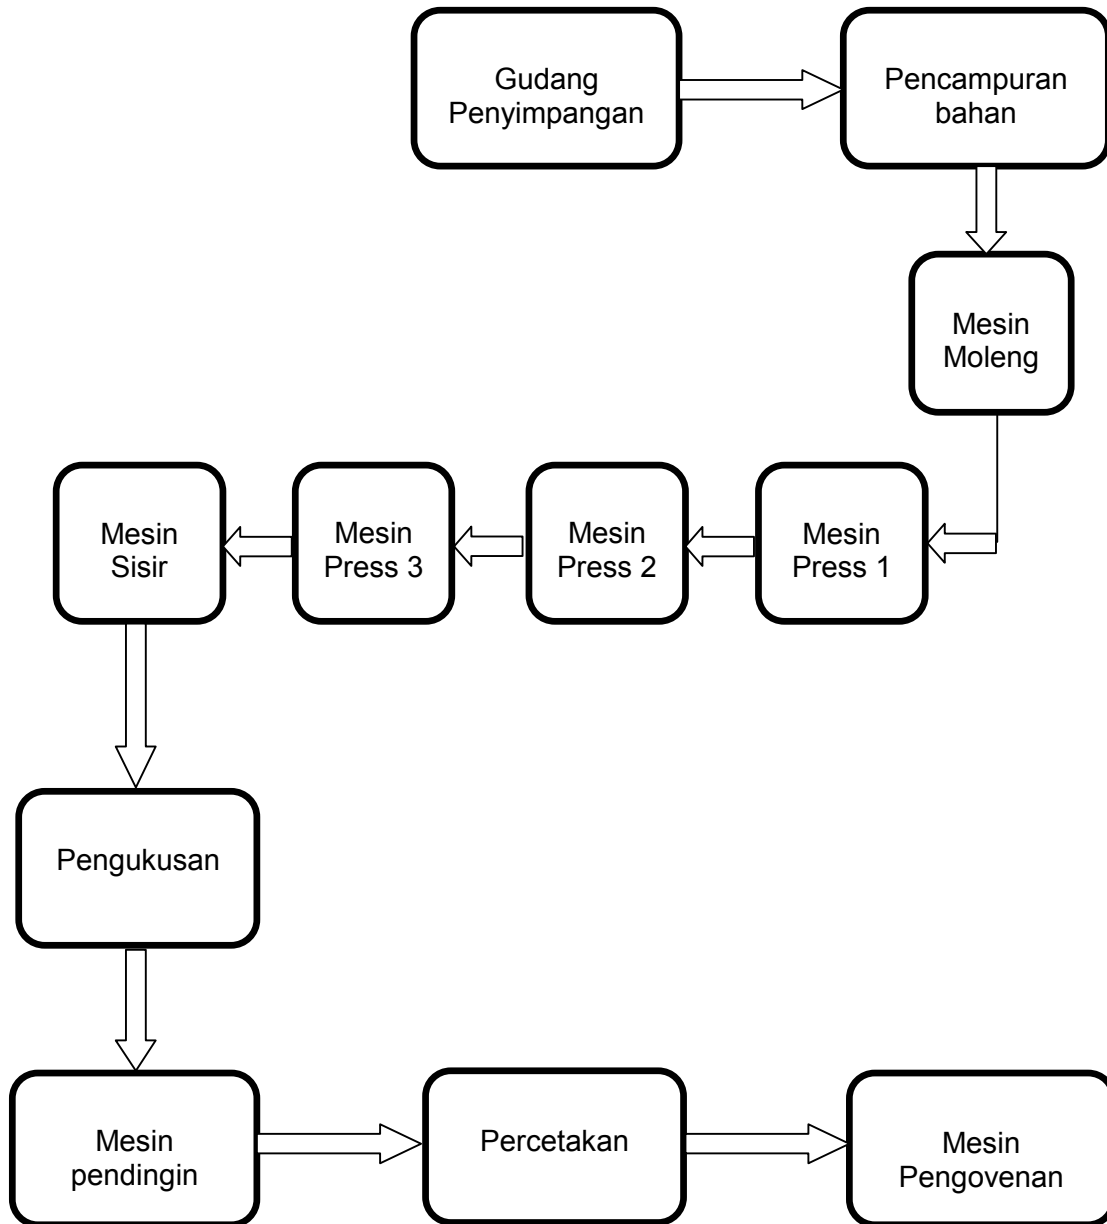 Gudang
Penyimpangan
Pencampuran
bahan
Mesin
Moleng
Mesin
Press 1
Mesin
Press 2
Mesin
Press 3
Mesin
Sisir
Pengukusan
Mesin
pendingin
Percetakan
Mesin
Pengovenan